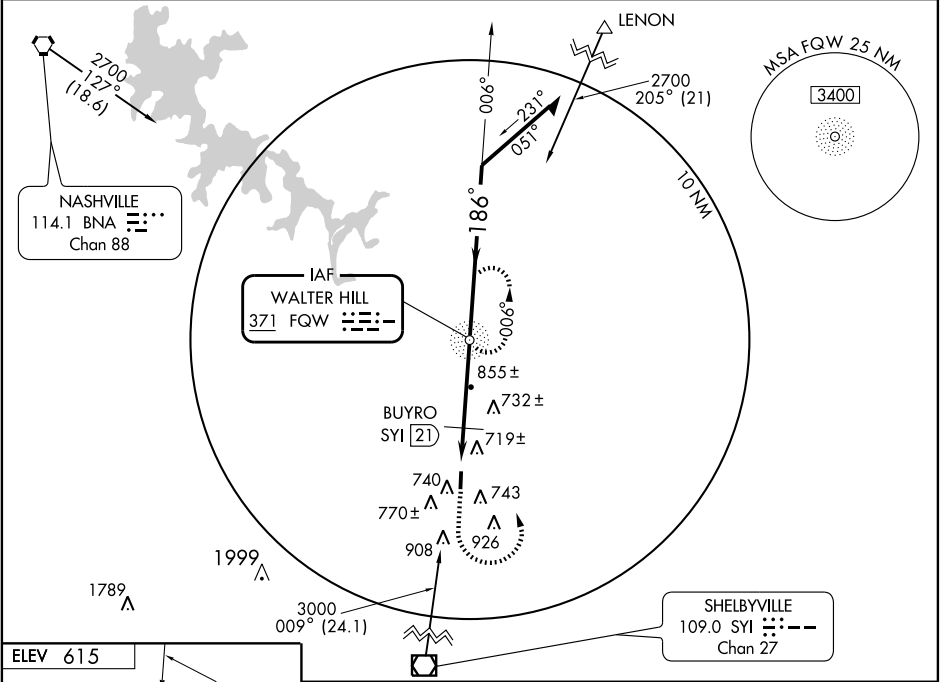 LENON
006°
MSA FQW 25 NM
3400
2700
127°
(18.6)
2700
205° (21)
231°
051°
10 NM
186°
NASHVILLE
114.1 BNA
Chan 88
IAF
WALTER HILL
371 FQW
006°
855±
732±
BUYRO
SYI 21
719±
740
743
770±
926
908
1999
1789
3000
009° (24.1)
SHELBYVILLE
109.0 SYI
Chan 27
ELEV 615